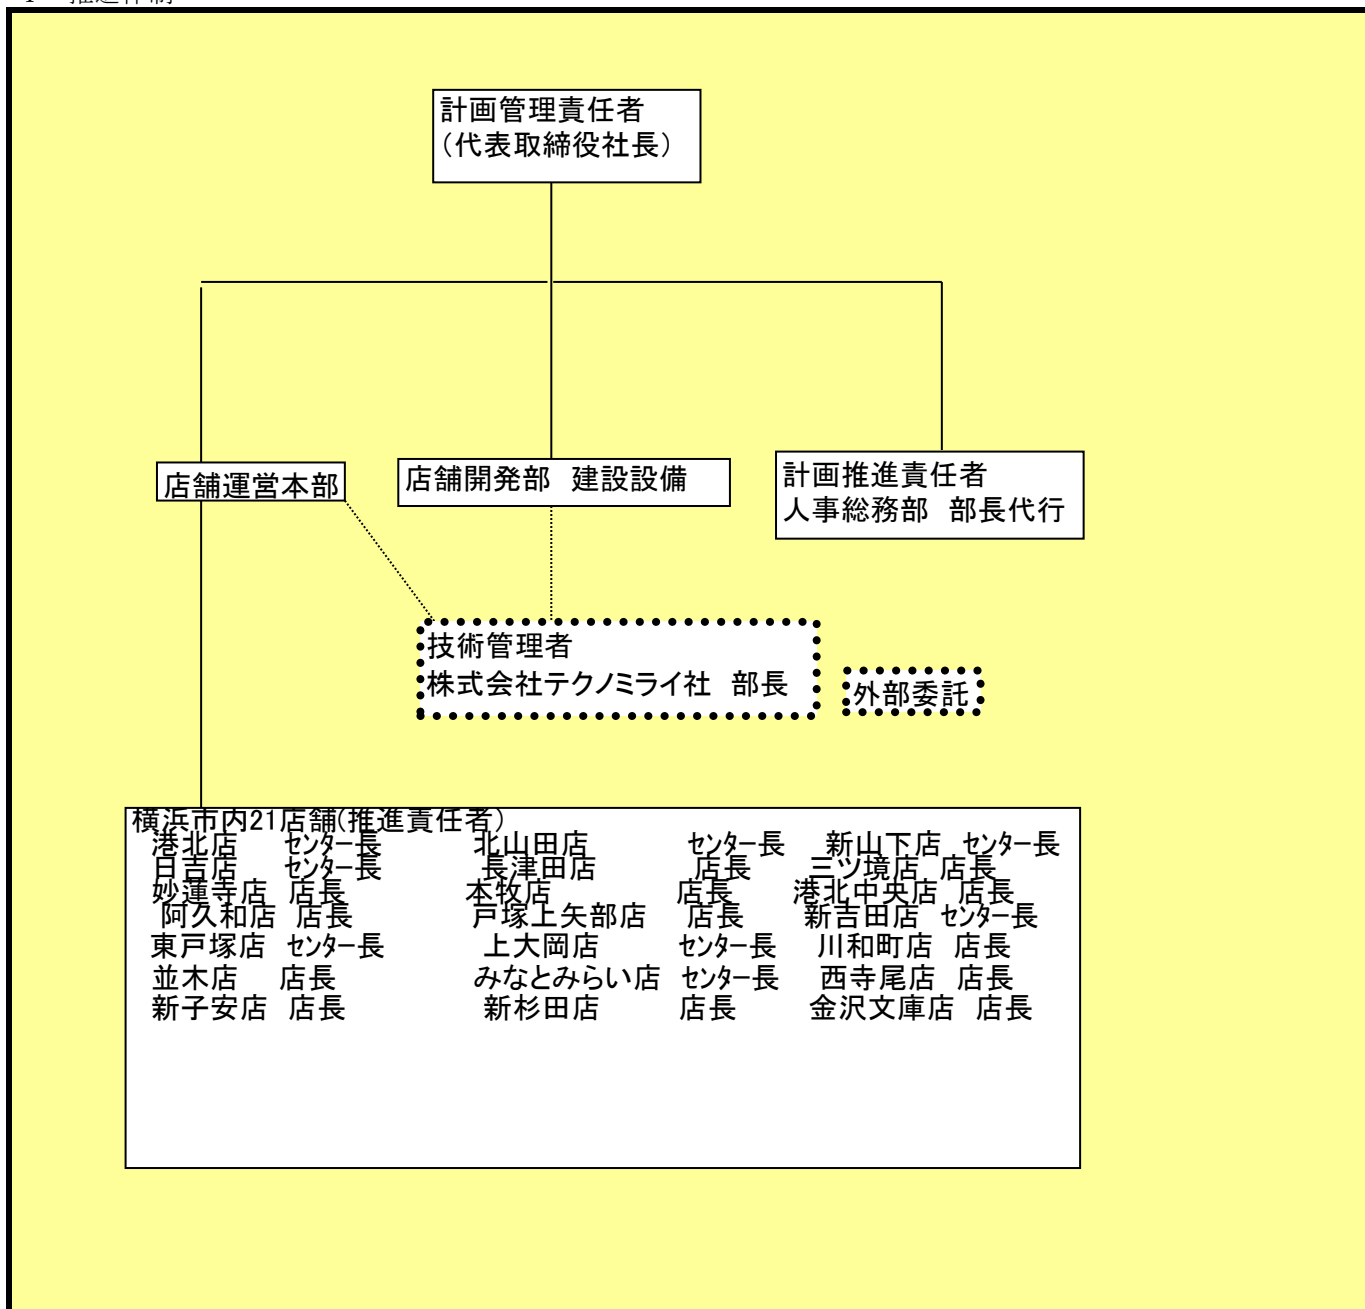 計画管理責任者
(代表取締役社長)
店舗運営本部
店舗開発部 建設設備
計画推進責任者
人事総務部 部長代行
技術管理者
株式会社テクノミライ社 部長
外部委託
横浜市内21店舗(推進責任者)
港北店 センター長 北山田店 センター長 新山下店 センター長
日吉店 センター長 長津田店 店長 三ツ境店 店長
妙蓮寺店 店長 本牧店 店長 港北中央店 店長
阿久和店 店長 戸塚上矢部店 店長 新吉田店 センター長
東戸塚店 センター長 上大岡店 センター長 川和町店 店長
並木店 店長 みなとみらい店 センター長 西寺尾店 店長
新子安店 店長 新杉田店 店長 金沢文庫店 店長